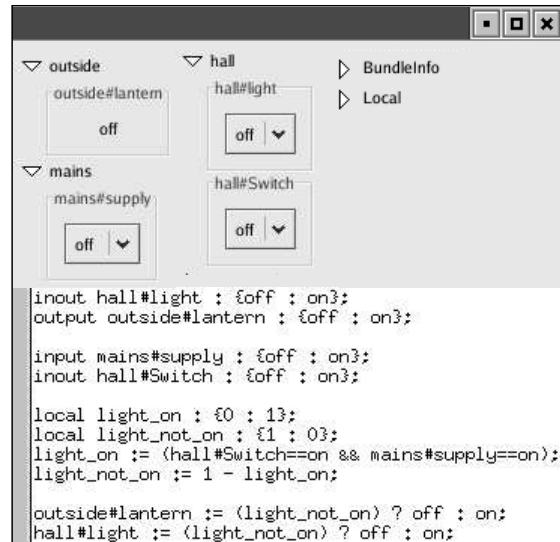 outside
outside#lantern
off
mains
mains#supply
off
hall
hall#light
off
hall#Switch
off
BundleInfo
Local
inout hall#light : {off : on};
output outside#lantern : {off : on};
input mains#supply : {off : on};
inout hall#Switch : {off : on};
local light_on : {0 : 1};
local light_not_on : {1 : 0};
light_on := (hall#Switch==on && mains#supply==on);
light_not_on := 1 - light_on;
outside#lantern := (light_not_on) ? off : on;
hall#light := (light_not_on) ? off : on;